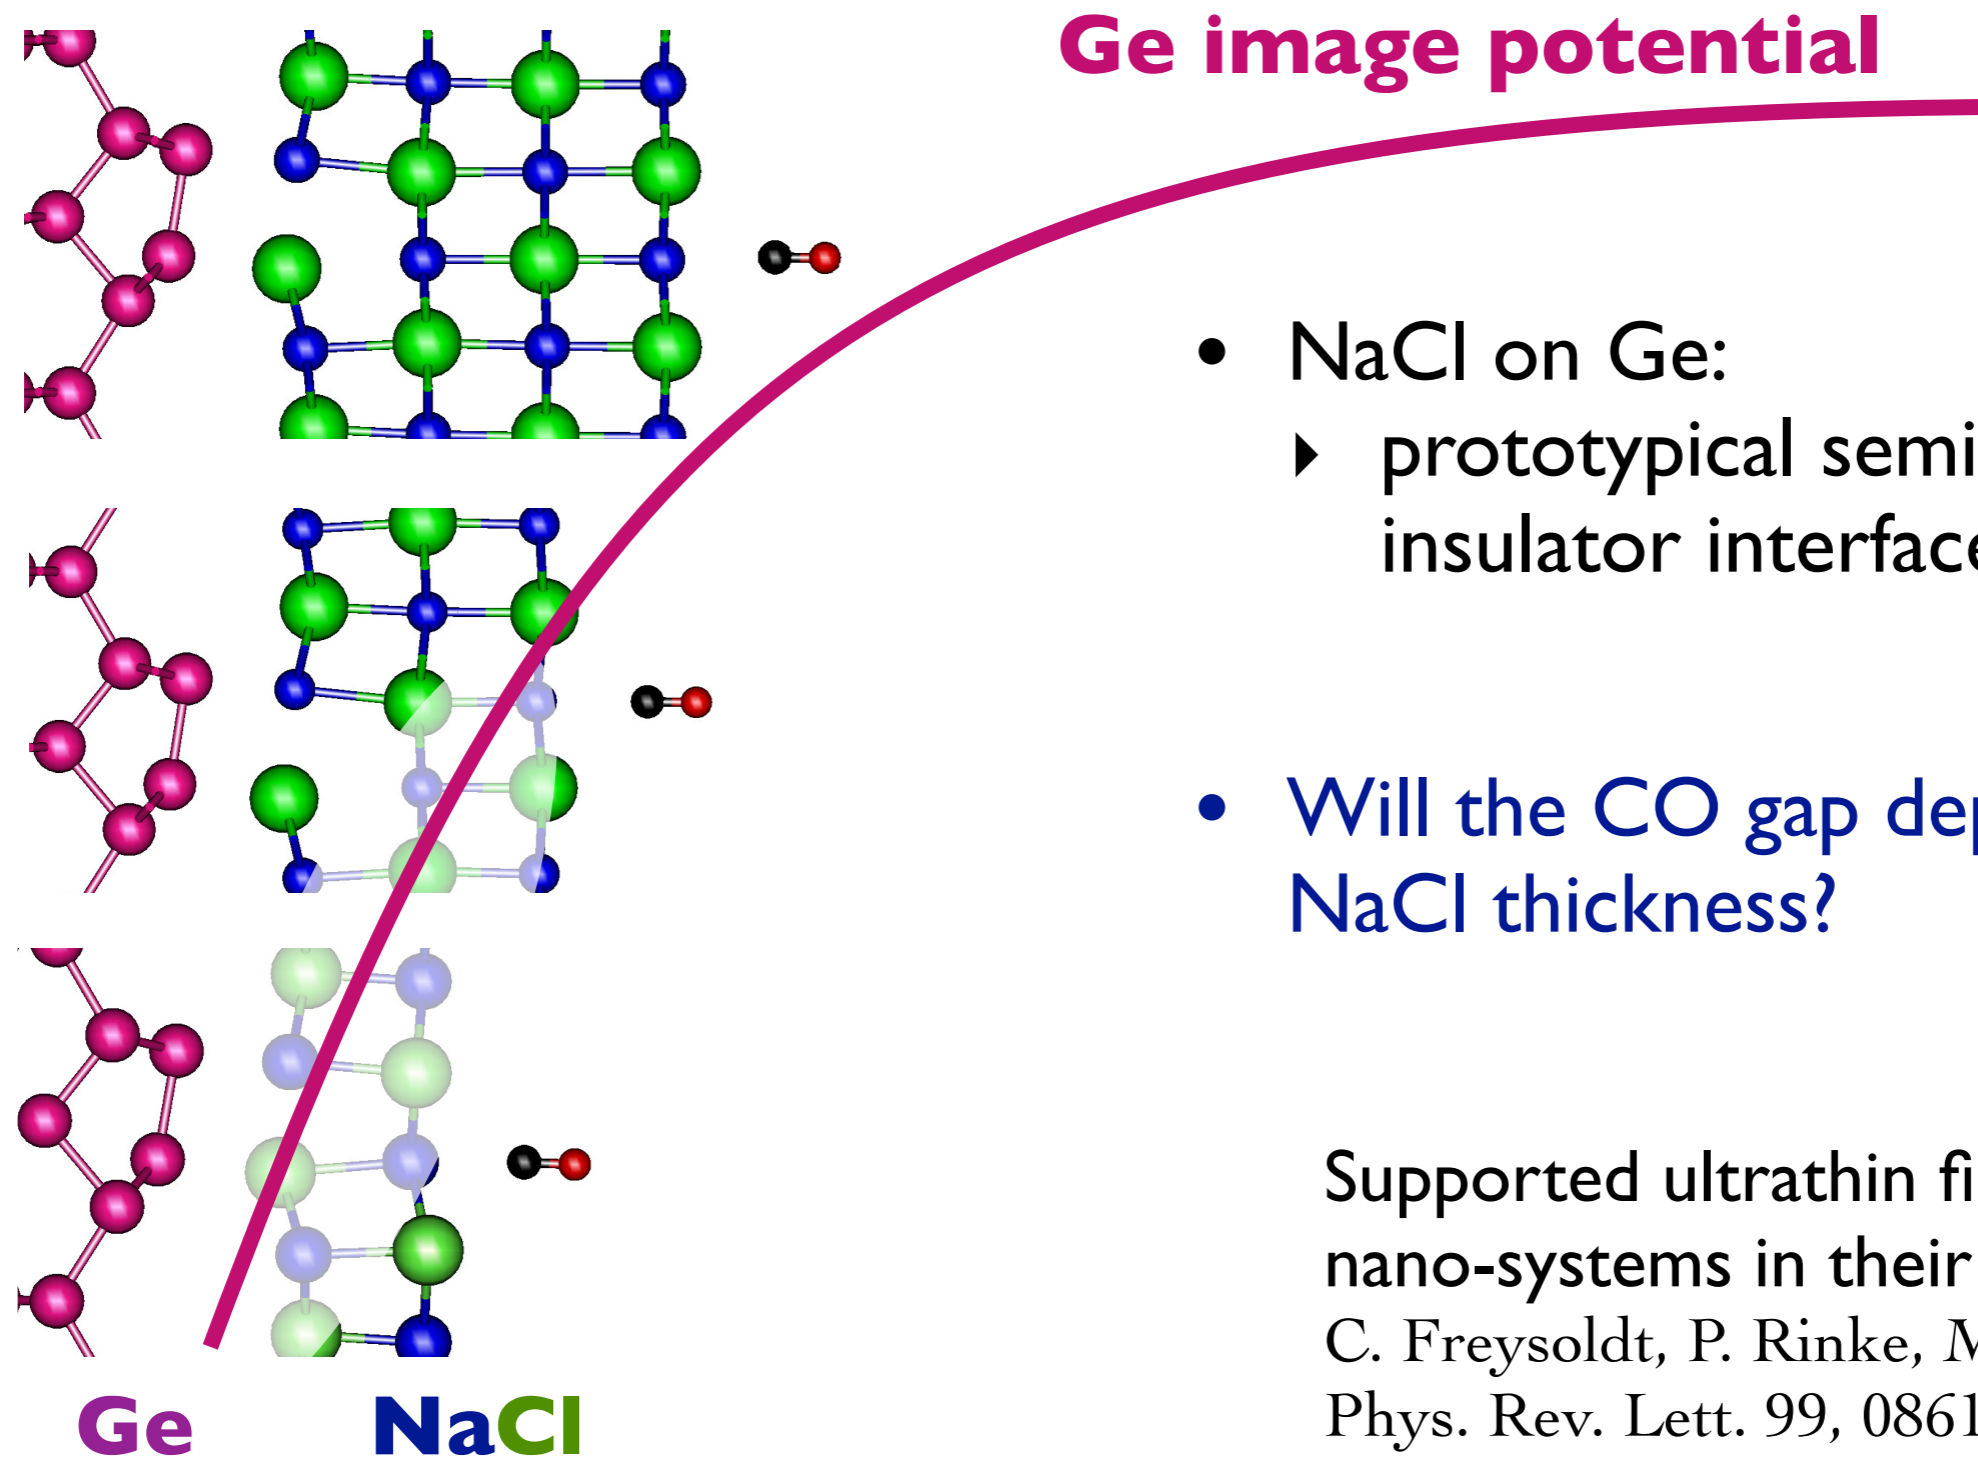 Ge image potential
• NaCl on Ge:
▸ prototypical semi
insulator interface
• Will the CO gap dep
NaCl thickness?
Supported ultrathin fi
nano-systems in their
C. Freysoldt, P. Rinke, M
Phys. Rev. Lett. 99, 0861
Ge NaCl